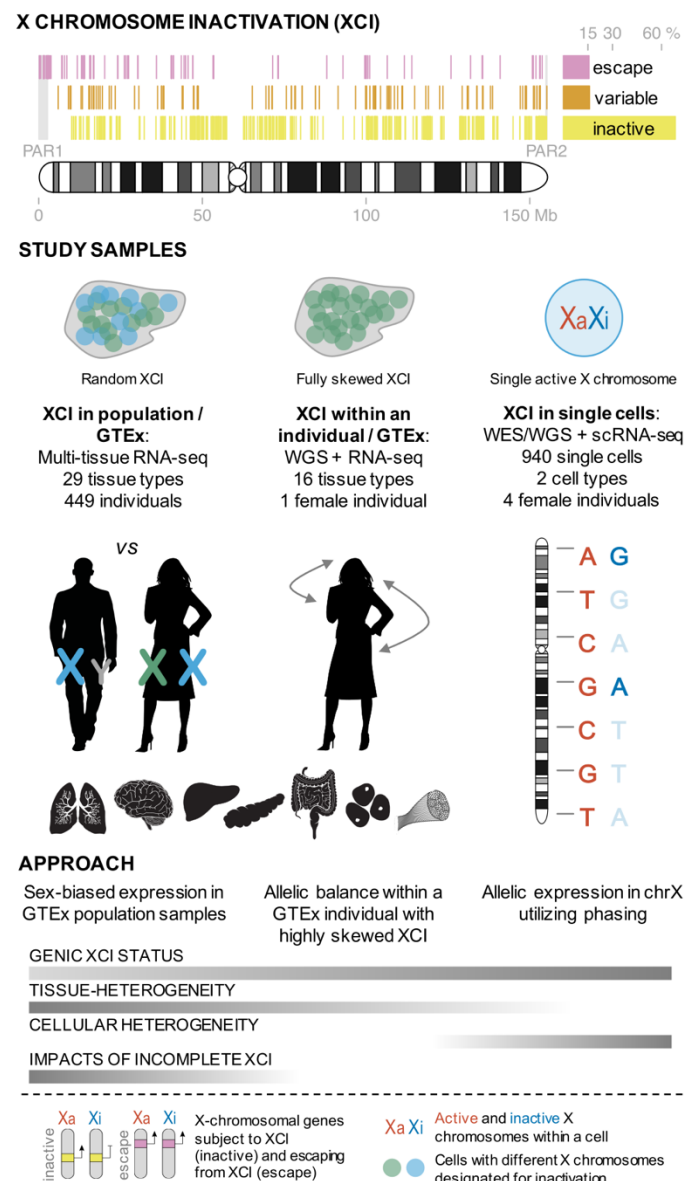 X CHROMOSOME INACTIVATION (XCI)
15 30 60 %
escape
variable
inactive
PAR1 PAR2
0 50 100 150 Mb
STUDY SAMPLES
XaXi
Random XCI
Fully skewed XCI
Single active X chromosome
XCI in population /
GTEx:
Multi-tissue RNA-seq
29 tissue types
449 individuals
XCI within an
individual / GTEx:
WGS + RNA-seq
16 tissue types
1 female individual
XCI in single cells:
WES/WGS + scRNA-seq
940 single cells
2 cell types
4 female individuals
vs
X Y X X
A G
T G
C A
G A
C T
G T
T A
APPROACH
Sex-biased expression in
GTEx population samples
Allelic balance within a
GTEx individual with
highly skewed XCI
Allelic expression in chrX
utilizing phasing
GENIC XCI STATUS
TISSUE-HETEROGENEITY
CELLULAR HETEROGENEITY
IMPACTS OF INCOMPLETE XCI
inactive
Xa Xi
escape
Xa Xi
X-chromosomal genes
subject to XCI
(inactive) and escaping
from XCI (escape)
Xa Xi
Active and inactive X
chromosomes within a cell
Cells with different X chromosomes
designated for inactivation